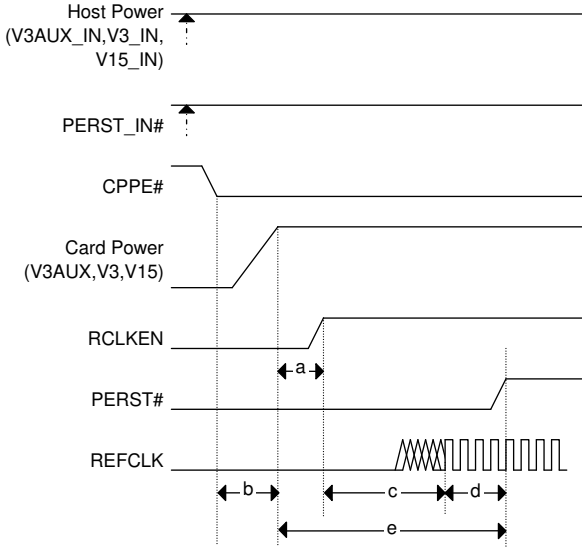 Host Power
(V3AUX_IN,V3_IN,
V15_IN)
PERST_IN#
CPPE#
Card Power
(V3AUX,V3,V15)
RCLKEN
a
PERST#
REFCLK
b
c
d
e